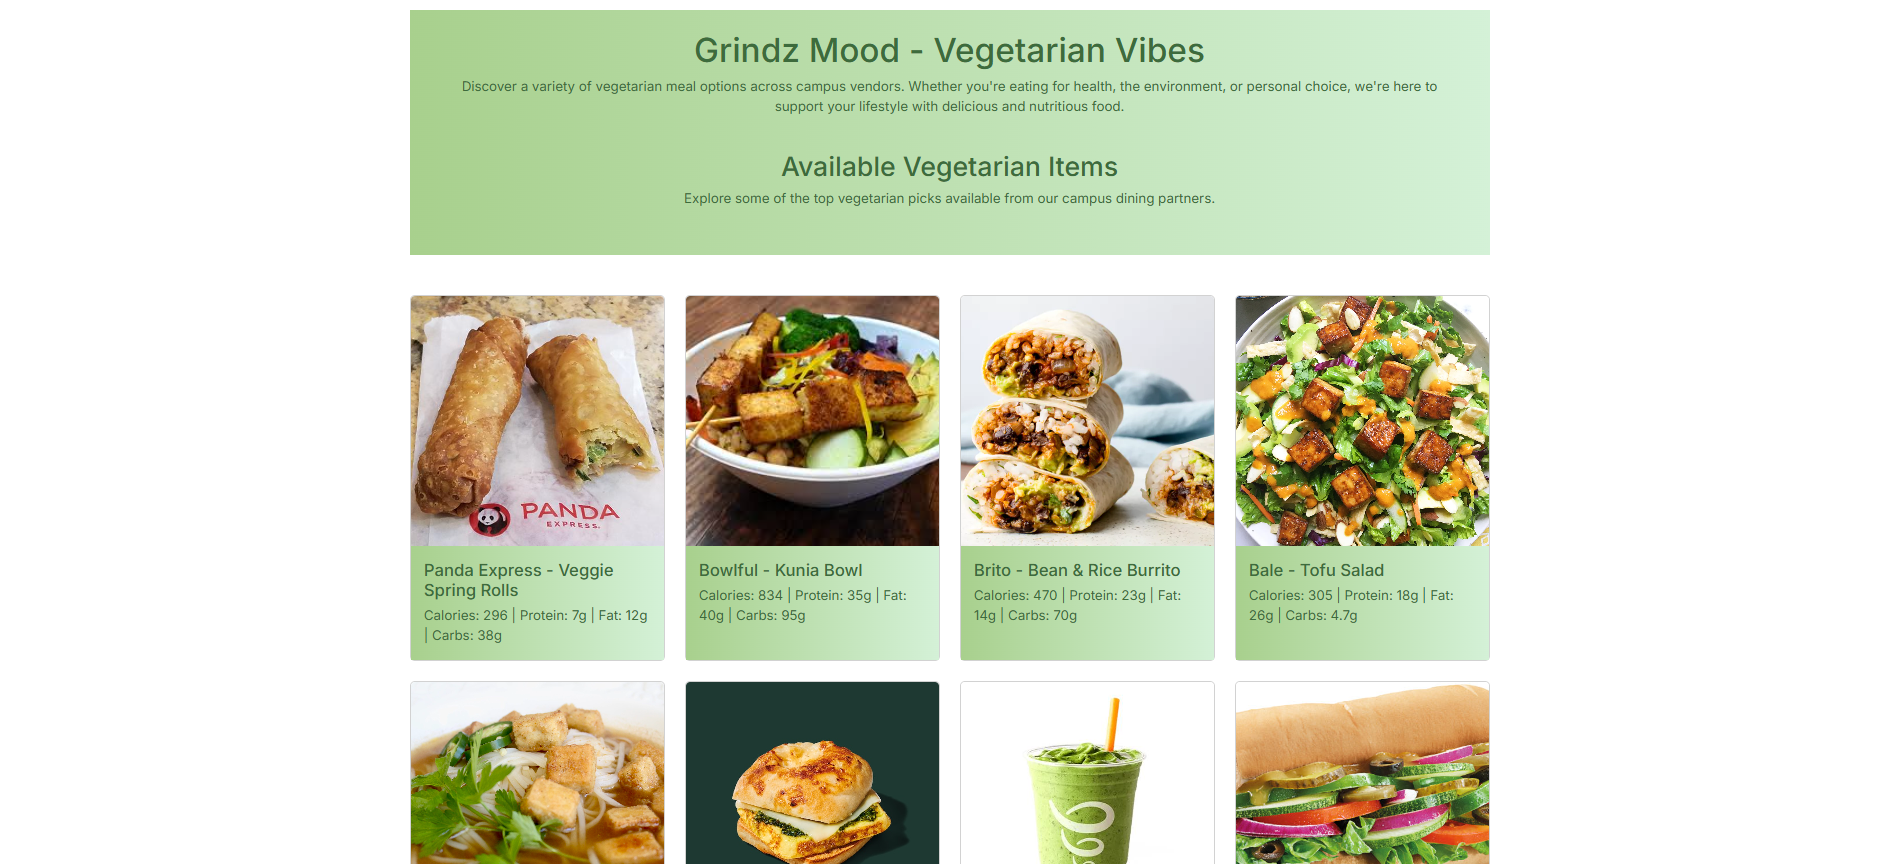 Grindz Mood - Vegetarian Vibes
Discover a variety of vegetarian meal options across campus vendors. Whether you're eating for health, the environment, or personal choice, we're here to
support your lifestyle with delicious and nutritious food.
Available Vegetarian Items
Explore some of the top vegetarian picks available from our campus dining partners.
PANDA
EXPRESS.
Panda Express - Veggie
Spring Rolls
Calories: 296 | Protein: 7g | Fat: 12g
| Carbs: 38g
Bowlful - Kunia Bowl
Calories: 834 | Protein: 35g | Fat:
40g | Carbs: 95g
Brito - Bean & Rice Burrito
Calories: 470 | Protein: 23g | Fat:
14g | Carbs: 70g
Bale - Tofu Salad
Calories: 305 | Protein: 18g | Fat:
26g | Carbs: 4.7g